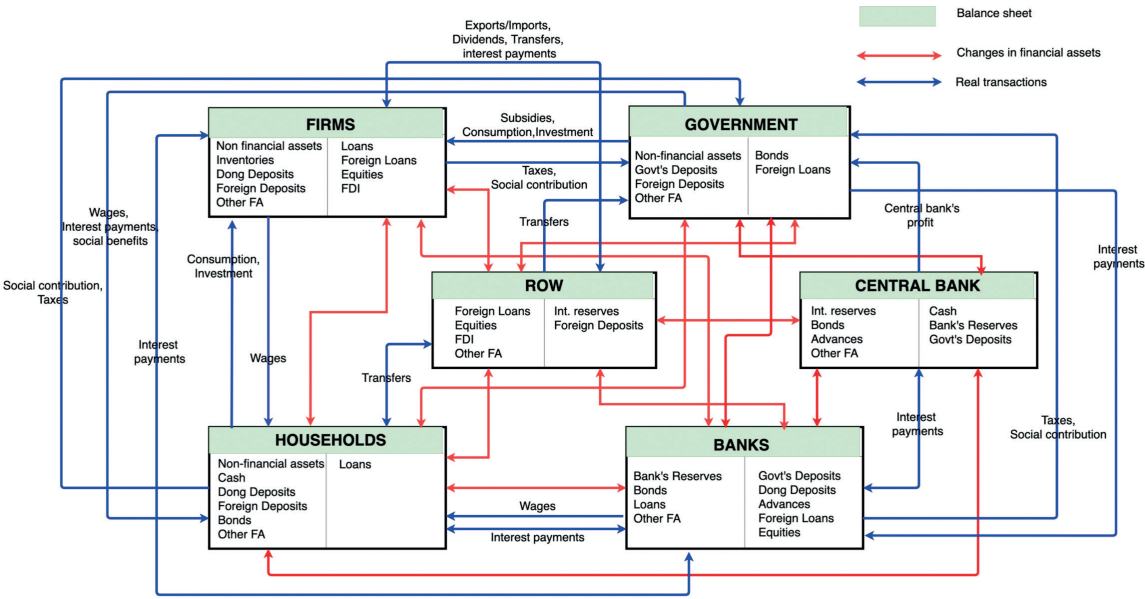 Exports/Imports,
Dividends, Transfers,
interest payments
Balance sheet
Changes in financial assets
Real transactions
FIRMS
Non financial assets
Inventories
Dong Deposits
Foreign Deposits
Other FA
Loans
Foreign Loans
Equities
FDI
Subsidies,
Consumption,Investment
Taxes,
Social contribution
GOVERNMENT
Non-financial assets
Govt's Deposits
Foreign Deposits
Other FA
Bonds
Foreign Loans
Wages,
Interest payments,
social benefits
Transfers
Central bank's
profit
Interest
payments
Consumption,
Investment
Social contribution,
Taxes
ROW
Foreign Loans
Equities
FDI
Other FA
Int. reserves
Foreign Deposits
CENTRAL BANK
Int. reserves
Bonds
Advances
Other FA
Cash
Bank's Reserves
Govt's Deposits
Interest
payments
Wages
Transfers
Interest
payments
Taxes,
Social contribution
HOUSEHOLDS
Non-financial assets
Cash
Dong Deposits
Foreign Deposits
Bonds
Other FA
Loans
Wages
Interest payments
BANKS
Bank's Reserves
Bonds
Loans
Other FA
Govt's Deposits
Dong Deposits
Advances
Foreign Loans
Equities